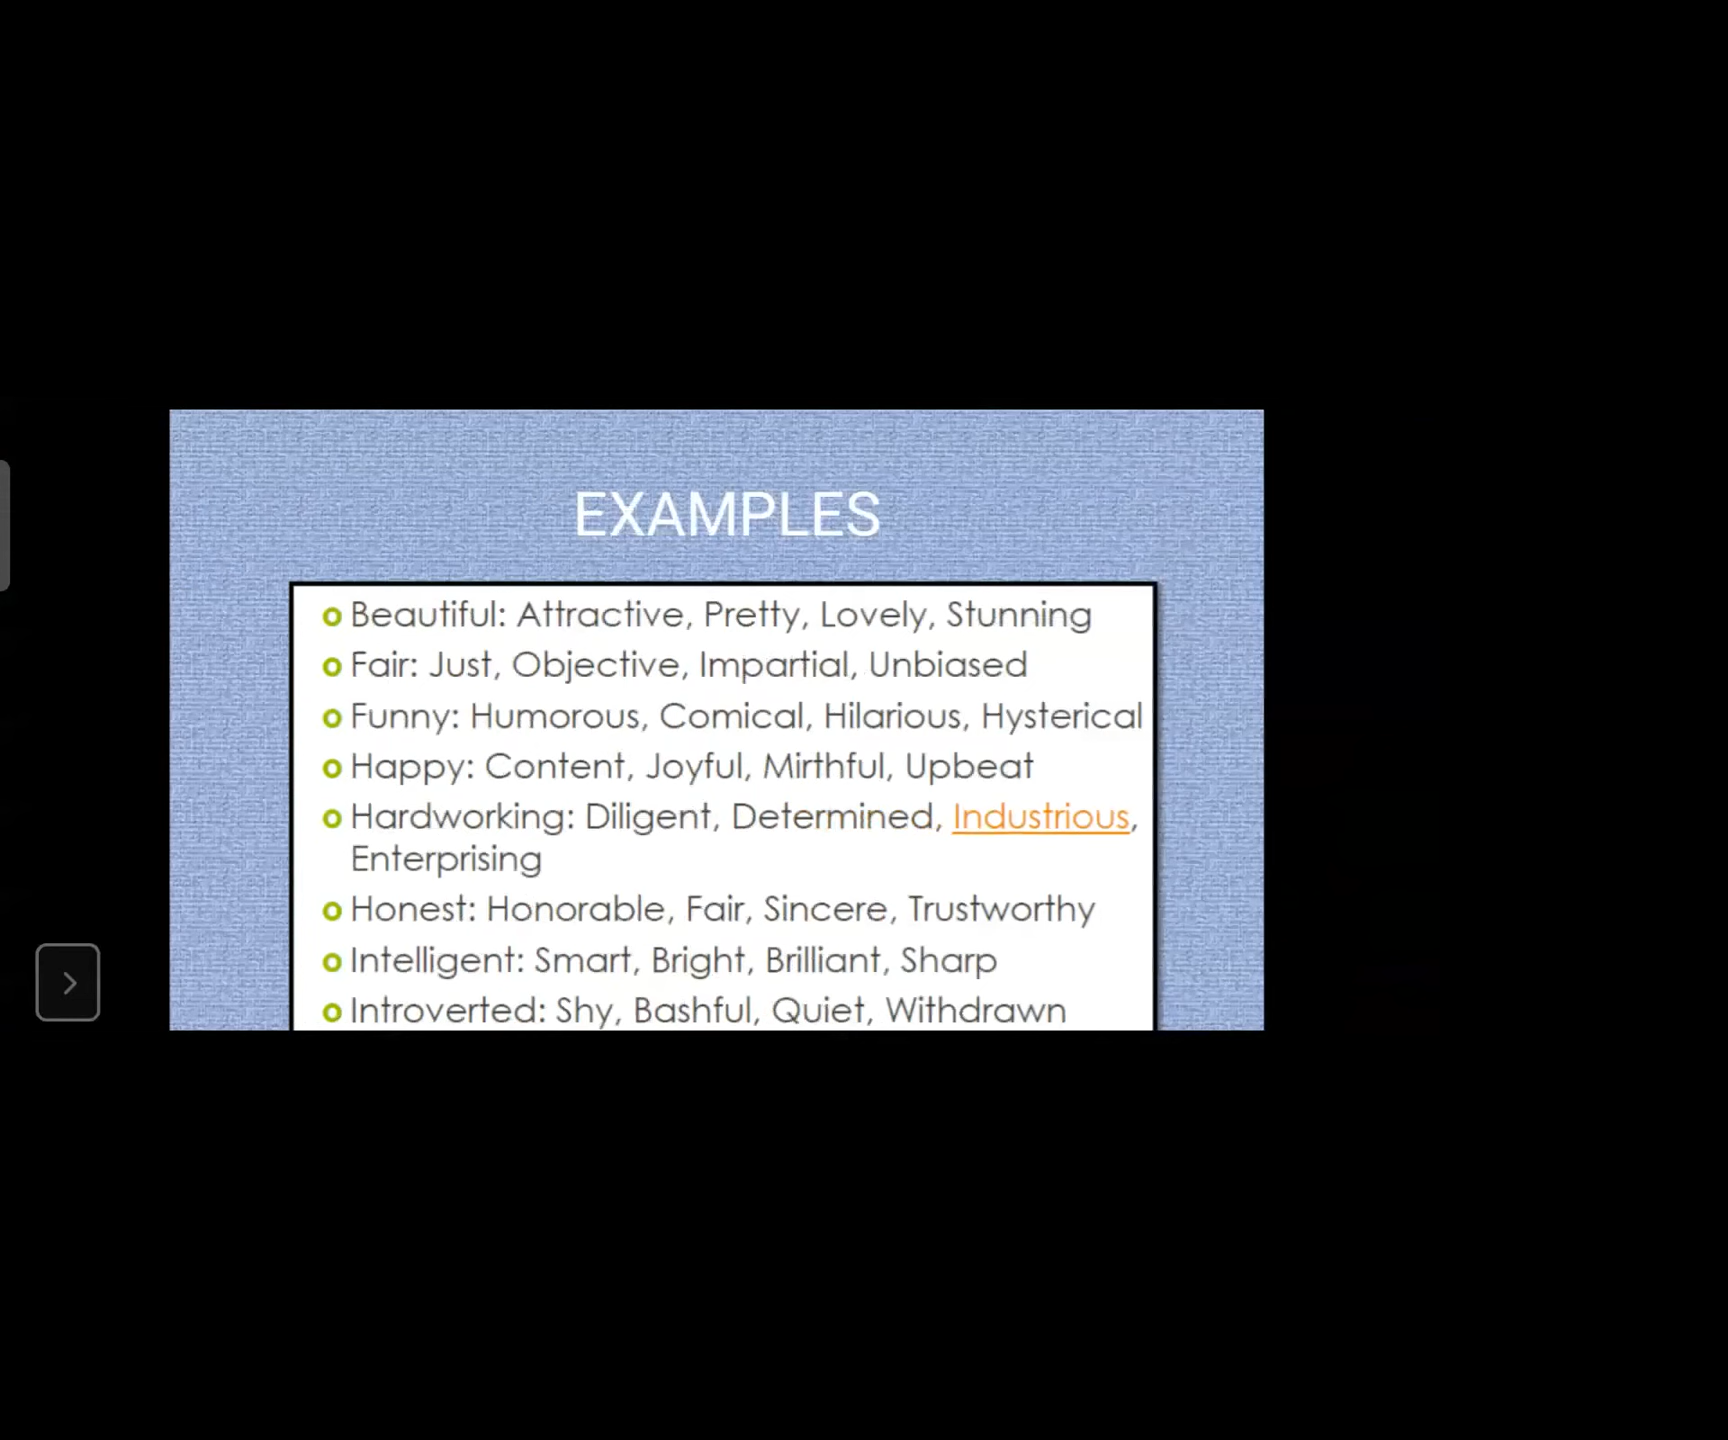 EXAMPLES
Beautiful: Attractive, Pretty, Lovely, Stunning
Fair: Just, Objective, Impartial, Unbiased
Funny: Humorous, Comical, Hilarious, Hysterical
Happy: Content, Joyful, Mirthful, Upbeat
Hardworking: Diligent, Determined, Industrious,
Enterprising
Honest: Honorable, Fair, Sincere, Trustworthy
Intelligent: Smart, Bright, Brilliant, Sharp
Introverted: Shy, Bashful, Quiet, Withdrawn